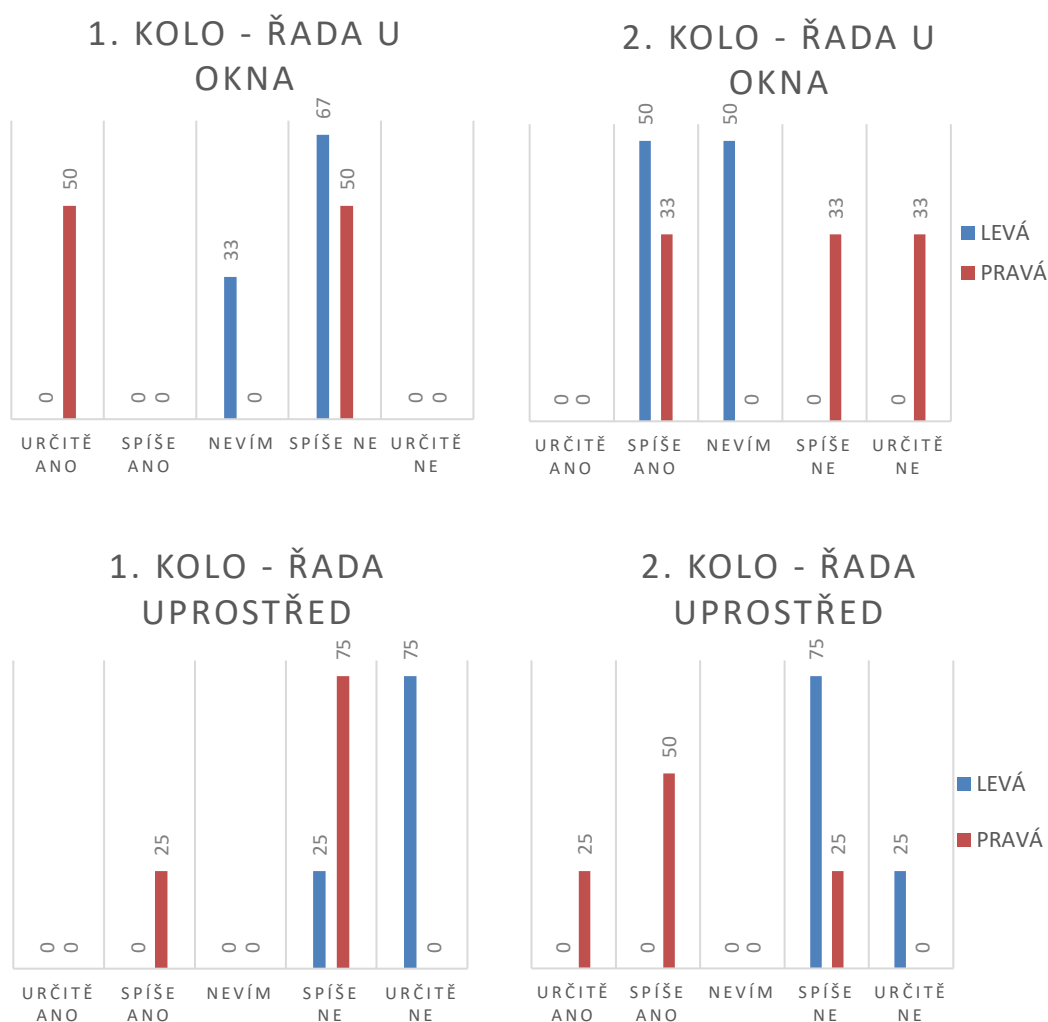 1. KOLO - ŘADA U
OKNA
67
50
50
33
0
0
0
0
0
0
URČITĚ
ANO
SPÍŠE
ANO
NEVÍM
SPÍŠE NE
URČITĚ
NE
2. KOLO - ŘADA U
OKNA
50
50
33
33
33
0
0
0
0
0
LEVÁ
PRAVÁ
URČITĚ
ANO
SPÍŠE
ANO
NEVÍM
SPÍŠE
NE
URČITĚ
NE
1. KOLO - ŘADA
UPROSTŘED
75
75
25
25
0
0
0
0
0
0
URČITĚ
ANO
SPÍŠE
ANO
NEVÍM
SPÍŠE
NE
URČITĚ
NE
2. KOLO - ŘADA
UPROSTŘED
75
50
25
25
25
0
0
0
0
0
LEVÁ
PRAVÁ
URČITĚ
ANO
SPÍŠE
ANO
NEVÍM
SPÍŠE
NE
URČITĚ
NE